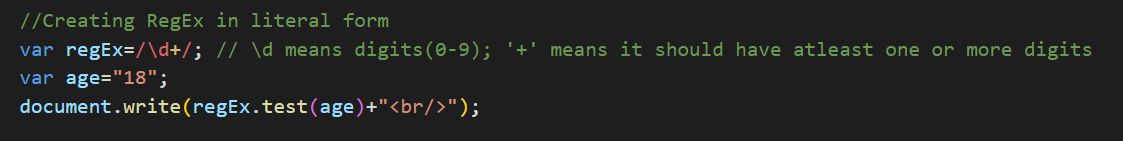 //Creating RegEx in literal form
var regEx=/\d+/; // \d means digits(0-9); '+' means it should have atleast one or more digits
var age="18";
document.write(regEx.test(age)+"<br/>");